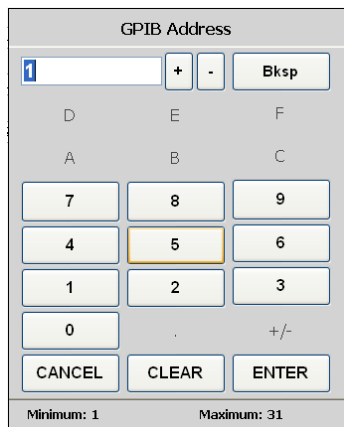 GPIB Address
1 + - Bksp
D E F
A B C
7 8 9
4 5 6
1 2 3
0 . +/-
CANCEL CLEAR ENTER
Minimum: 1 Maximum: 31